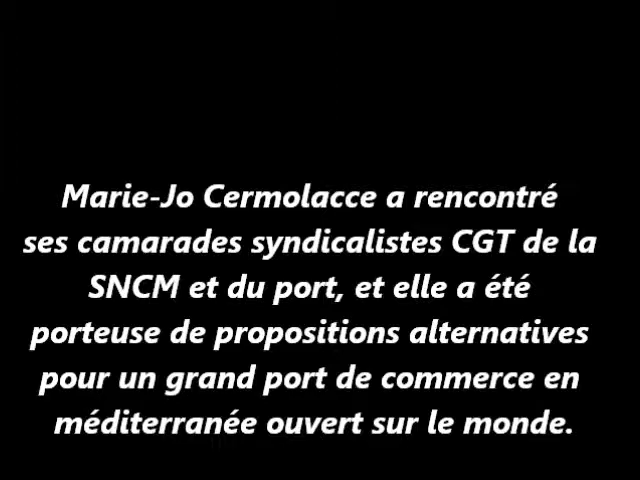 Marie-Jo Cermolacce a rencontré
ses camarades syndicalistes CGT de la
SNCM et du port, et elle a été
porteuse de propositions alternatives
pour un grand port de commerce en
méditerranée ouvert sur le monde.